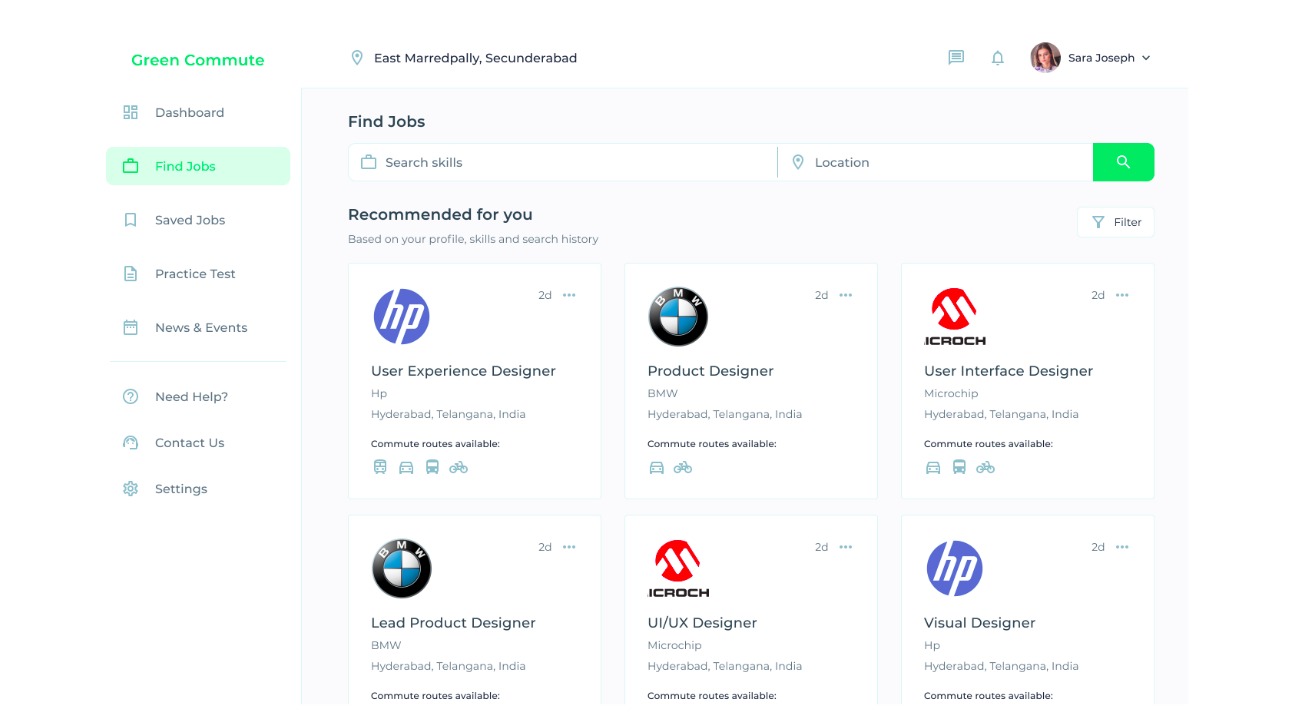 Green Commute
East Marredpally, Secunderabad
Sara Joseph
Dashboard
Find Jobs
Saved Jobs
Practice Test
News & Events
Need Help?
Contact Us
Settings
Find Jobs
Search skills
Location
Recommended for you
Based on your profile, skills and search history
Filter
hp
2d
User Experience Designer
Hp
Hyderabad, Telangana, India
Commute routes available:
BMW
2d
Product Designer
BMW
Hyderabad, Telangana, India
Commute routes available:
ICROCH
2d
User Interface Designer
Microchip
Hyderabad, Telangana, India
Commute routes available:
BMW
2d
Lead Product Designer
BMW
Hyderabad, Telangana, India
Commute routes available:
ICROCH
2d
UI/UX Designer
Microchip
Hyderabad, Telangana, India
Commute routes available:
hp
2d
Visual Designer
Hp
Hyderabad, Telangana, India
Commute routes available: